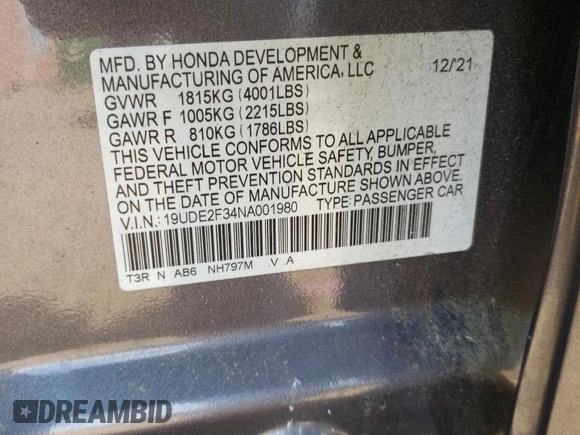 MFD. BY HONDA DEVELOPMENT &
MANUFACTURING OF AMERICA, LLC 12/21
GVWR 1815KG (4001LBS)
GAWR F 1005KG (2215LBS)
GAWR R 810KG (1786LBS)
THIS VEHICLE CONFORMS TO ALL APPLICABLE
FEDERAL MOTOR VEHICLE SAFETY, BUMPER,
AND THEFT PREVENTION STANDARDS IN EFFECT
ON THE DATE OF MANUFACTURE SHOWN ABOVE.
V.I.N.: 19UDE2F34NA001980 TYPE: PASSENGER CAR
T3R N AB6 NH797M .V .A
DREAMBID